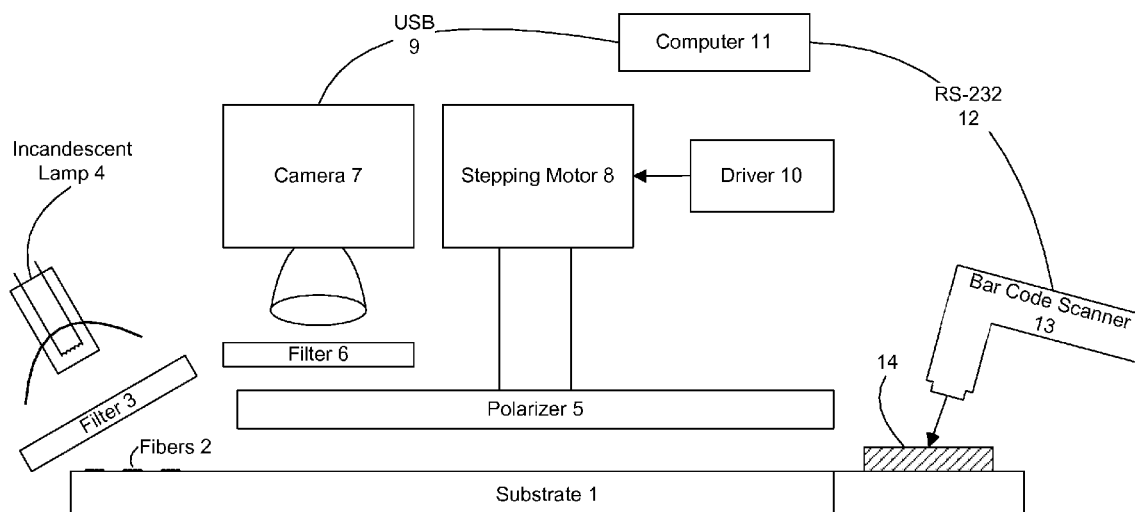 USB
9
Computer 11
RS-232
12
Incandescent
Lamp 4
Camera 7
Stepping Motor 8
Driver 10
Bar Code Scanner
13
Filter 6
14
Filter 3
Polarizer 5
Fibers 2
Substrate 1